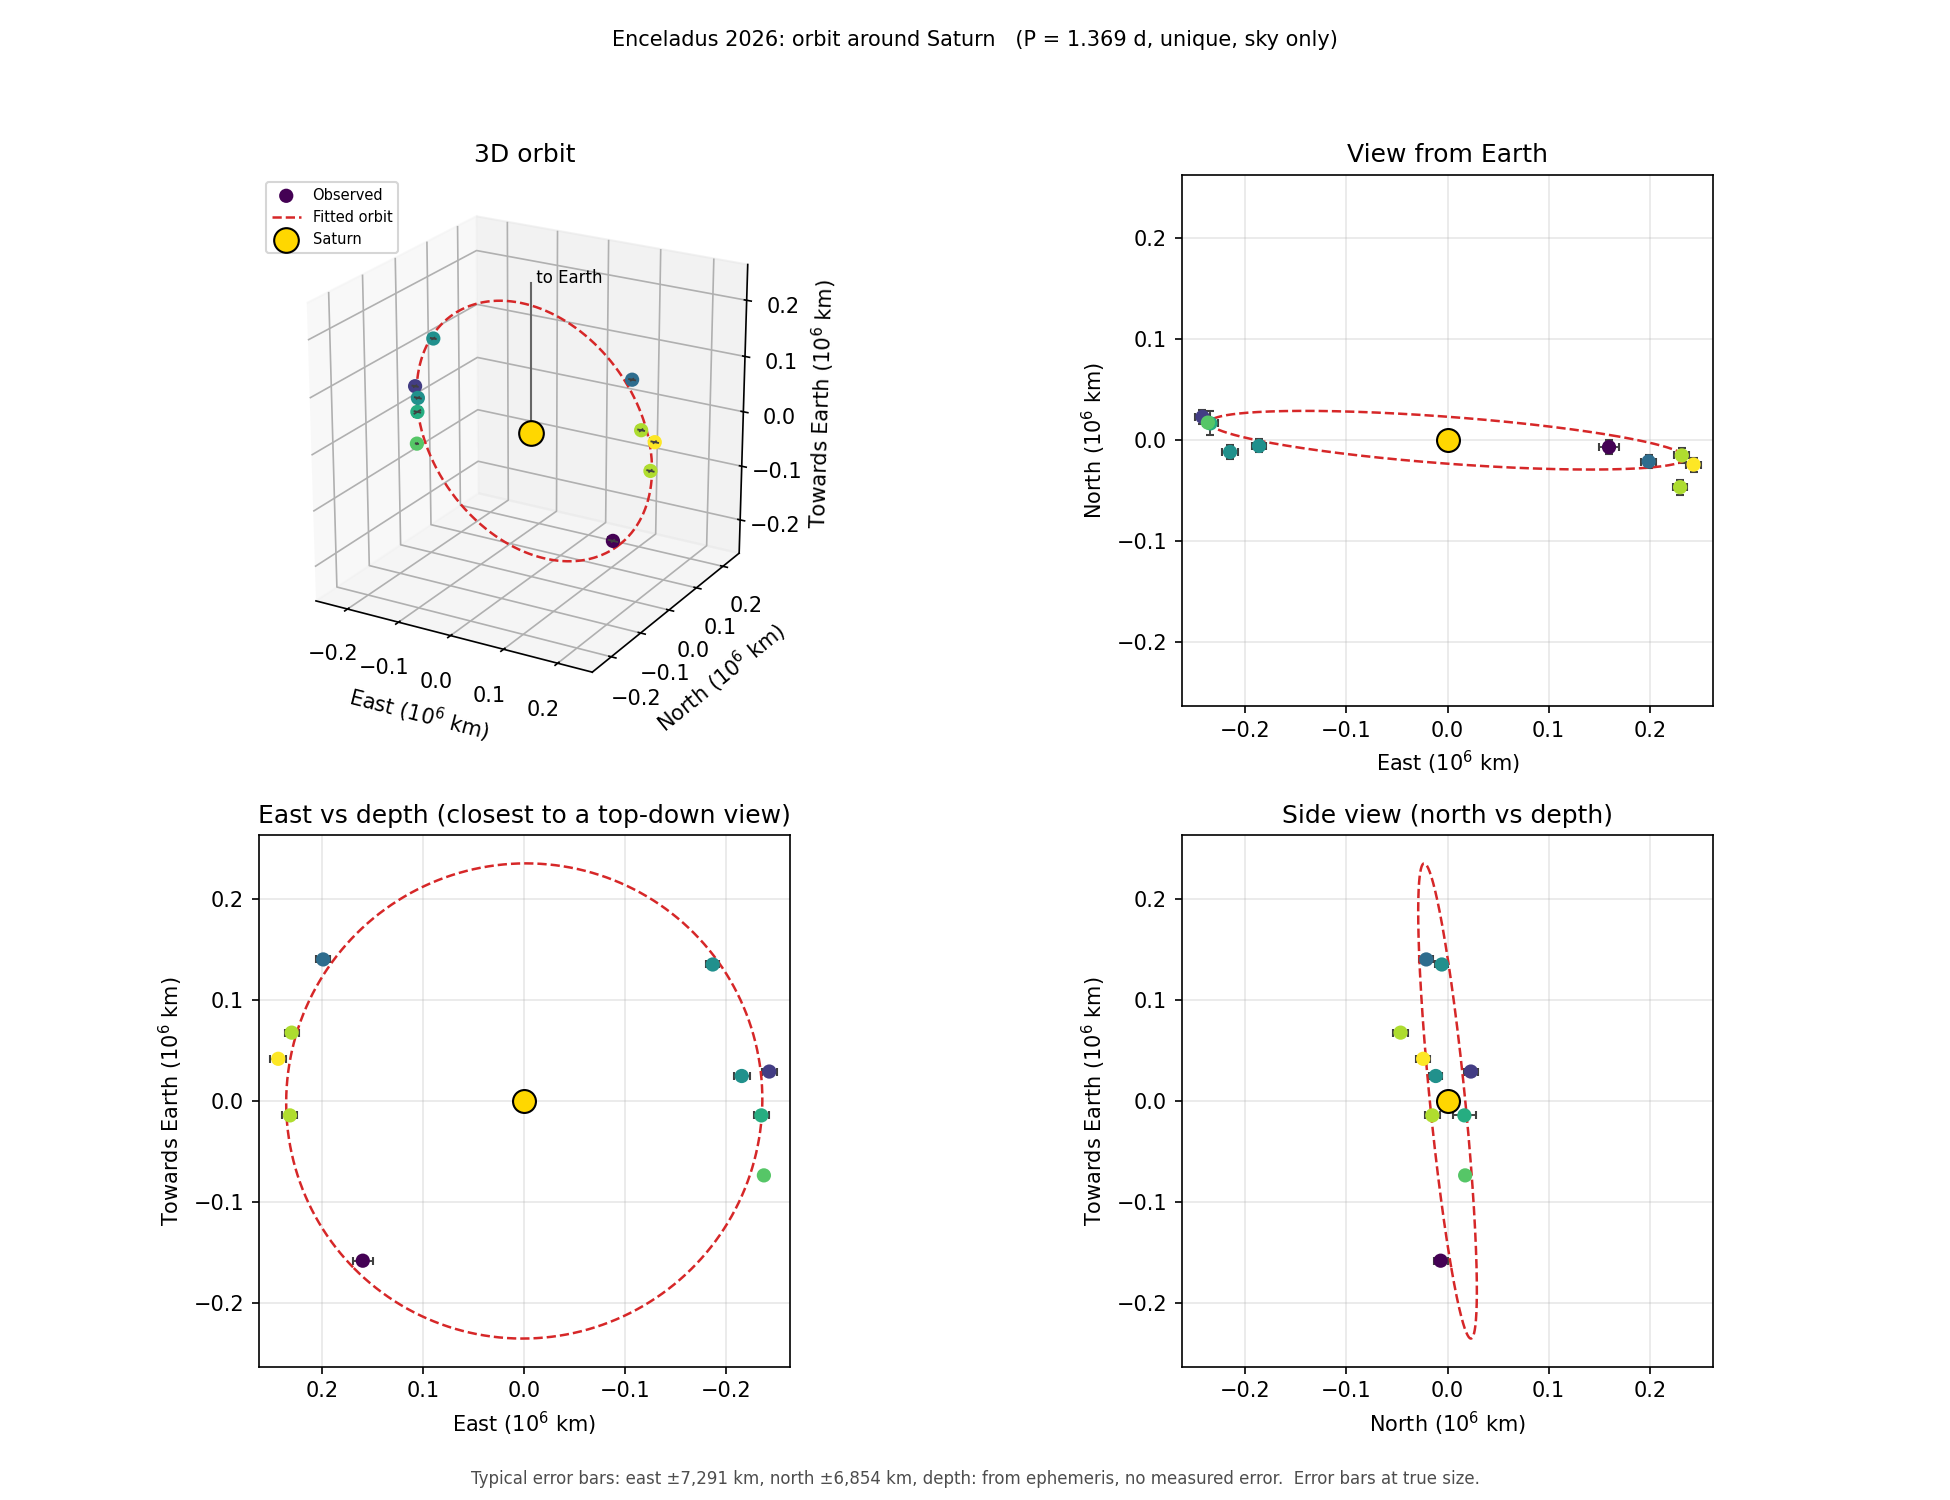 Enceladus 2026: orbit around Saturn   (P = 1.369 d, unique, sky only)
3D orbit
Observed
Fitted orbit
Saturn
to Earth
0.2
0.1
0.0
−0.1
−0.2
Towards Earth (10⁶ km)
−0.2
−0.1
0.0
0.1
0.2
East (10⁶ km)
0.2
0.1
0.0
−0.1
−0.2
North (10⁶ km)
View from Earth
0.2
0.1
0.0
−0.1
−0.2
North (10⁶ km)
−0.2 −0.1 0.0 0.1 0.2
East (10⁶ km)
East vs depth (closest to a top-down view)
0.2
0.1
0.0
−0.1
−0.2
Towards Earth (10⁶ km)
0.2 0.1 0.0 −0.1 −0.2
East (10⁶ km)
Side view (north vs depth)
0.2
0.1
0.0
−0.1
−0.2
Towards Earth (10⁶ km)
−0.2 −0.1 0.0 0.1 0.2
North (10⁶ km)
Typical error bars: east ±7,291 km, north ±6,854 km, depth: from ephemeris, no measured error.  Error bars at true size.